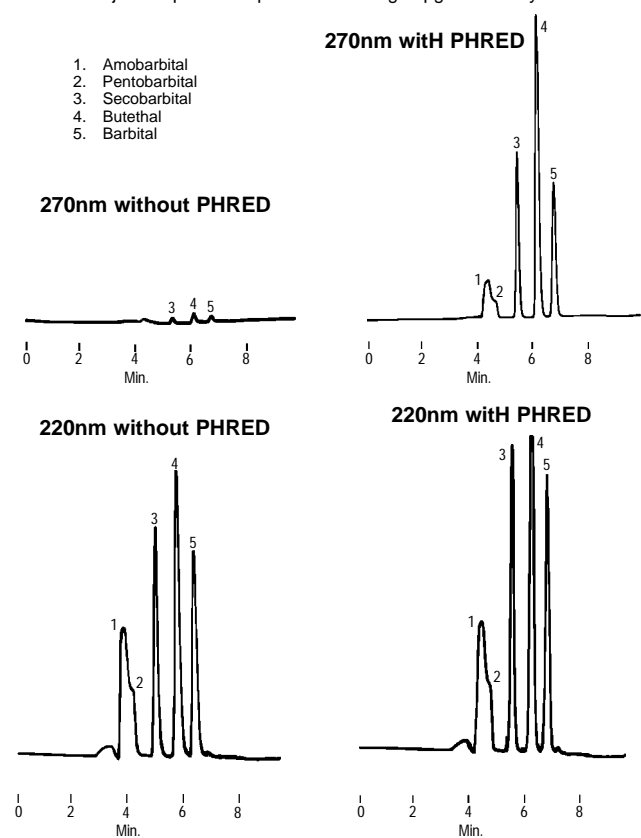 270nm witH PHRED
4
1. Amobarbital
2. Pentobarbital
3. Secobarbital
4. Butethal
5. Barbital
3
5
270nm without PHRED
1
2
3 4 5
0 2 4 6 8
Min.
0 2 4 6 8
Min.
220nm without PHRED
4
3
5
1
2
0 2 4 6 8
Min.
220nm witH PHRED
3
4
5
1
2
0 2 4 6 8
Min.